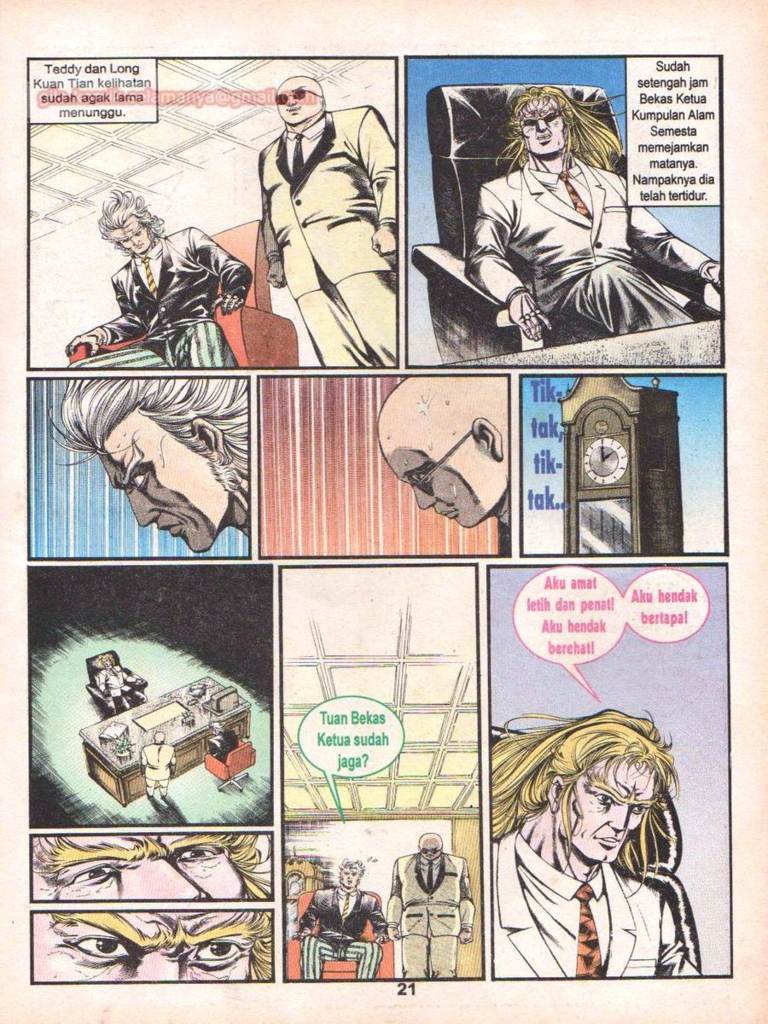 Teddy dan Long
Kuan Tian kelihatan
sudah agak lama
menunggu.
Sudah
setengah jam
Bekas Ketua
Kumpulan Alam
Semesta
memejamkan
matanya.
Nampaknya dia
telah tertidur.
Tik-
tak,
tik-
tak..
Tuan Bekas
Ketua sudah
jaga?
Aku amat
letih dan penat!
Aku hendak
berehat!
Aku hendak
bertapa!
21